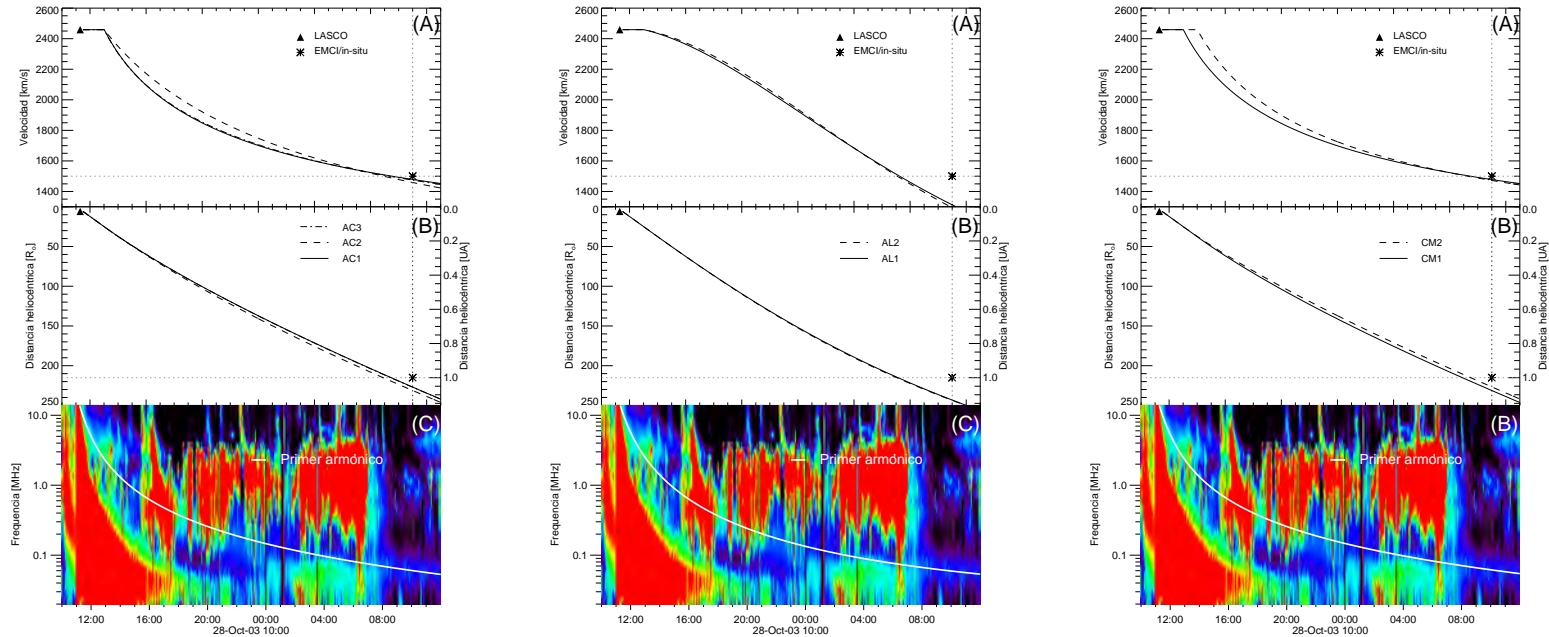 (A)
2600
2400
2200
2000
1800
1600
1400
Velocidad [km/s]
LASCO
EMCI/in-situ
(B)
0
50
100
150
200
250
Distancia heliocéntrica [R☉]
0.0
0.2
0.4
0.6
0.8
1.0
Distancia heliocéntrica [UA]
AC3
AC2
AC1
(C)
10.0
1.0
0.1
Frequencia [MHz]
Primer armónico
12:00 16:00 20:00 00:00 04:00 08:00
28-Oct-03 10:00
(A)
2600
2400
2200
2000
1800
1600
1400
Velocidad [km/s]
LASCO
EMCI/in-situ
(B)
0
50
100
150
200
250
Distancia heliocéntrica [R☉]
0.0
0.2
0.4
0.6
0.8
1.0
Distancia heliocéntrica [UA]
AL2
AL1
(C)
10.0
1.0
0.1
Frequencia [MHz]
Primer armónico
12:00 16:00 20:00 00:00 04:00 08:00
28-Oct-03 10:00
(A)
2600
2400
2200
2000
1800
1600
1400
Velocidad [km/s]
LASCO
EMCI/in-situ
(B)
0
50
100
150
200
250
Distancia heliocéntrica [R☉]
0.0
0.2
0.4
0.6
0.8
1.0
Distancia heliocéntrica [UA]
CM2
CM1
(B)
10.0
1.0
0.1
Frequencia [MHz]
Primer armónico
12:00 16:00 20:00 00:00 04:00 08:00
28-Oct-03 10:00